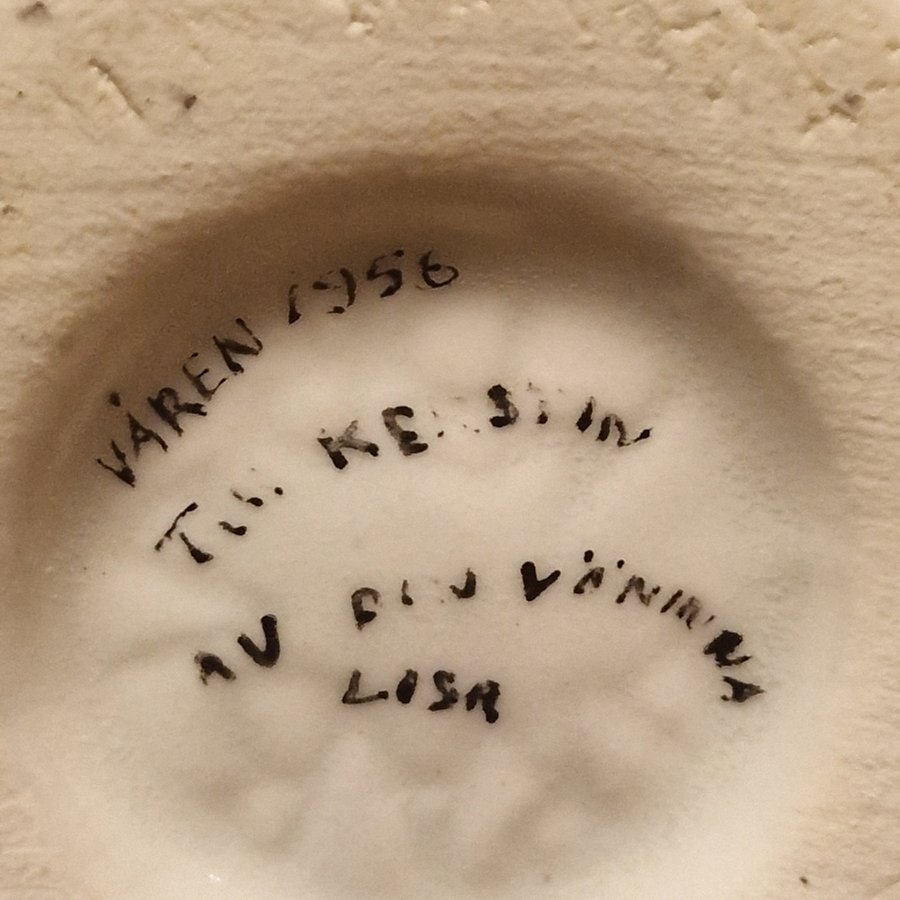 VÅREN 1956
TILL KERSTIN
AV DIN VÄNINNA
LISA